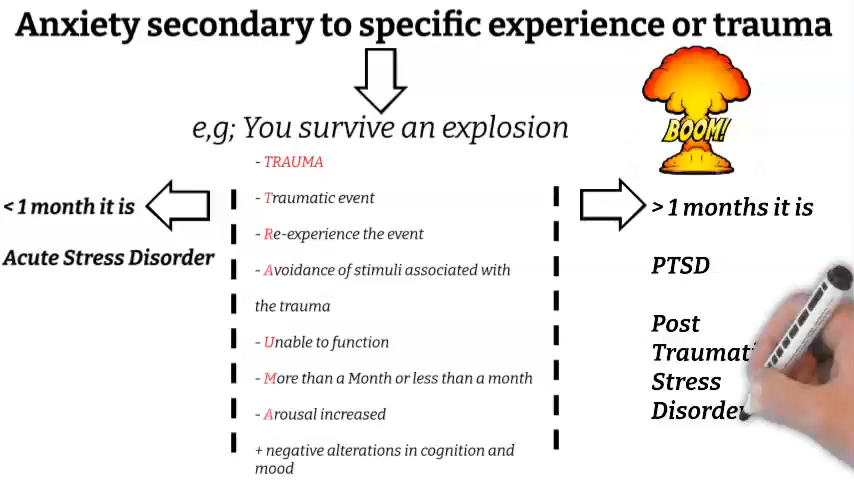 Anxiety secondary to specific experience or trauma
e,g; You survive an explosion
BOOM!
- TRAUMA
- Traumatic event
- Re-experience the event
- Avoidance of stimuli associated with
the trauma
- Unable to function
- More than a Month or less than a month
- Arousal increased
+ negative alterations in cognition and
mood
< 1 month it is
Acute Stress Disorder
> 1 months it is
PTSD
Post
Traumati
Stress
Disorde